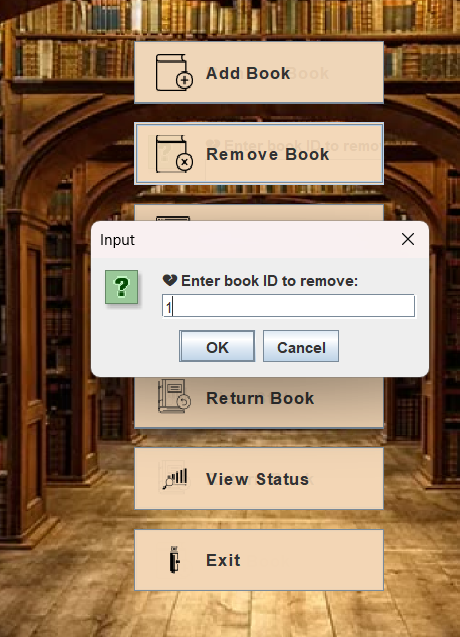 Add Book
Remove Book
Input
💔 Enter book ID to remove:
1
OK
Cancel
Return Book
View Status
Exit